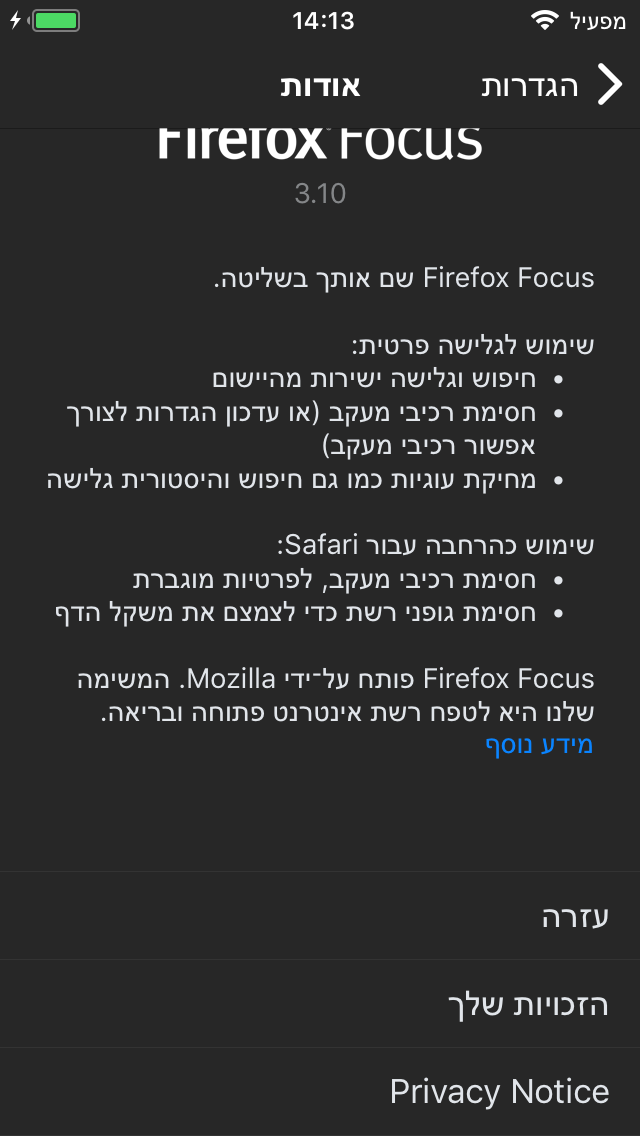 מפעיל 14:13
הגדרות
אודות
Firefox Focus
3.10
Firefox Focus שם אותך בשליטה.
שימוש לגלישה פרטית:
• חיפוש וגלישה ישירות מהיישום
• חסימת רכיבי מעקב (או עדכון הגדרות לצורך
אפשור רכיבי מעקב)
• מחיקת עוגיות כמו גם חיפוש והיסטורית גלישה
שימוש כהרחבה עבור Safari:
• חסימת רכיבי מעקב, לפרטיות מוגברת
• חסימת גופני רשת כדי לצמצם את משקל הדף
Firefox Focus פותח על־ידי Mozilla. המשימה
שלנו היא לטפח רשת אינטרנט פתוחה ובריאה.
מידע נוסף
עזרה
הזכויות שלך
Privacy Notice